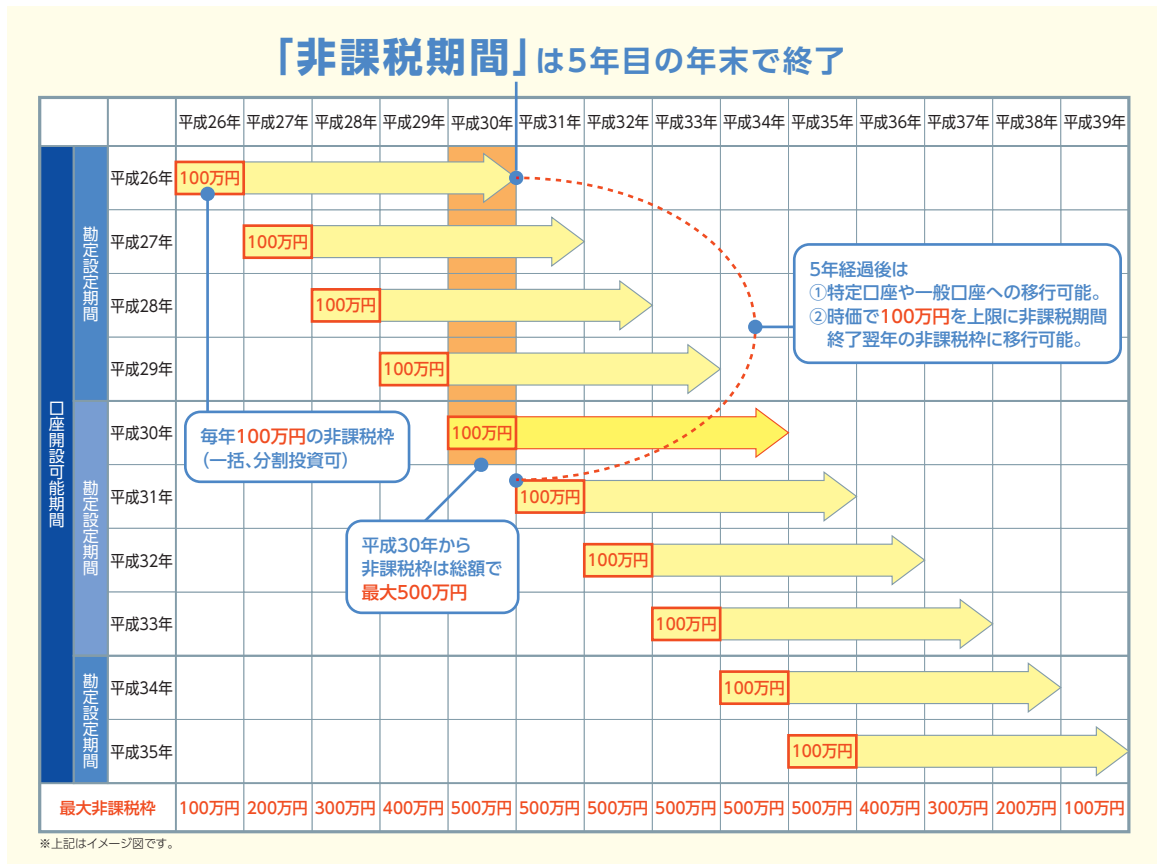 「非課税期間」は5年目の年末で終了
平成26年 平成27年 平成28年 平成29年 平成30年 平成31年 平成32年 平成33年 平成34年 平成35年 平成36年 平成37年 平成38年 平成39年
口座開設可能期間
勘定設定期間
平成26年 100万円
平成27年 100万円
平成28年 100万円
平成29年 100万円
勘定設定期間
平成30年 100万円
平成31年 100万円
平成32年 100万円
平成33年 100万円
勘定設定期間
平成34年 100万円
平成35年 100万円
5年経過後は
①特定口座や一般口座への移行可能。
②時価で100万円を上限に非課税期間
終了翌年の非課税枠に移行可能。
毎年100万円の非課税枠
（一括、分割投資可）
平成30年から
非課税枠は総額で
最大500万円
最大非課税枠 100万円 200万円 300万円 400万円 500万円 500万円 500万円 500万円 500万円 500万円 400万円 300万円 200万円 100万円
※上記はイメージ図です。